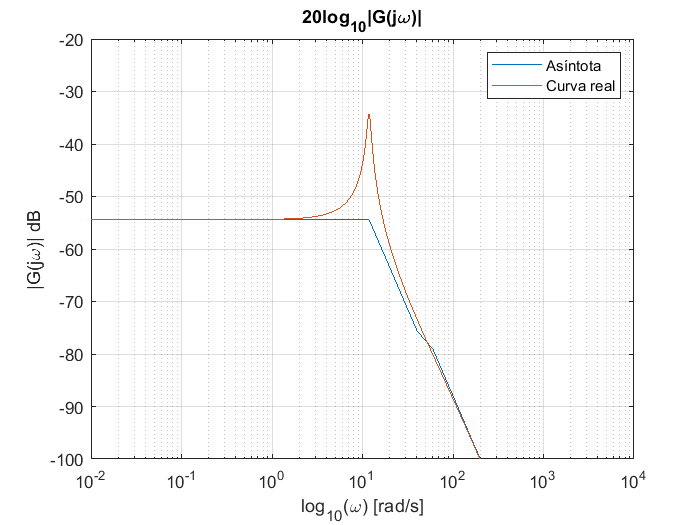 20log10|G(jω)|
-20
-30
-40
-50
-60
-70
-80
-90
-100
|G(jω)| dB
Asíntota
Curva real
10-2 10-1 100 101 102 103 104
log10(ω) [rad/s]